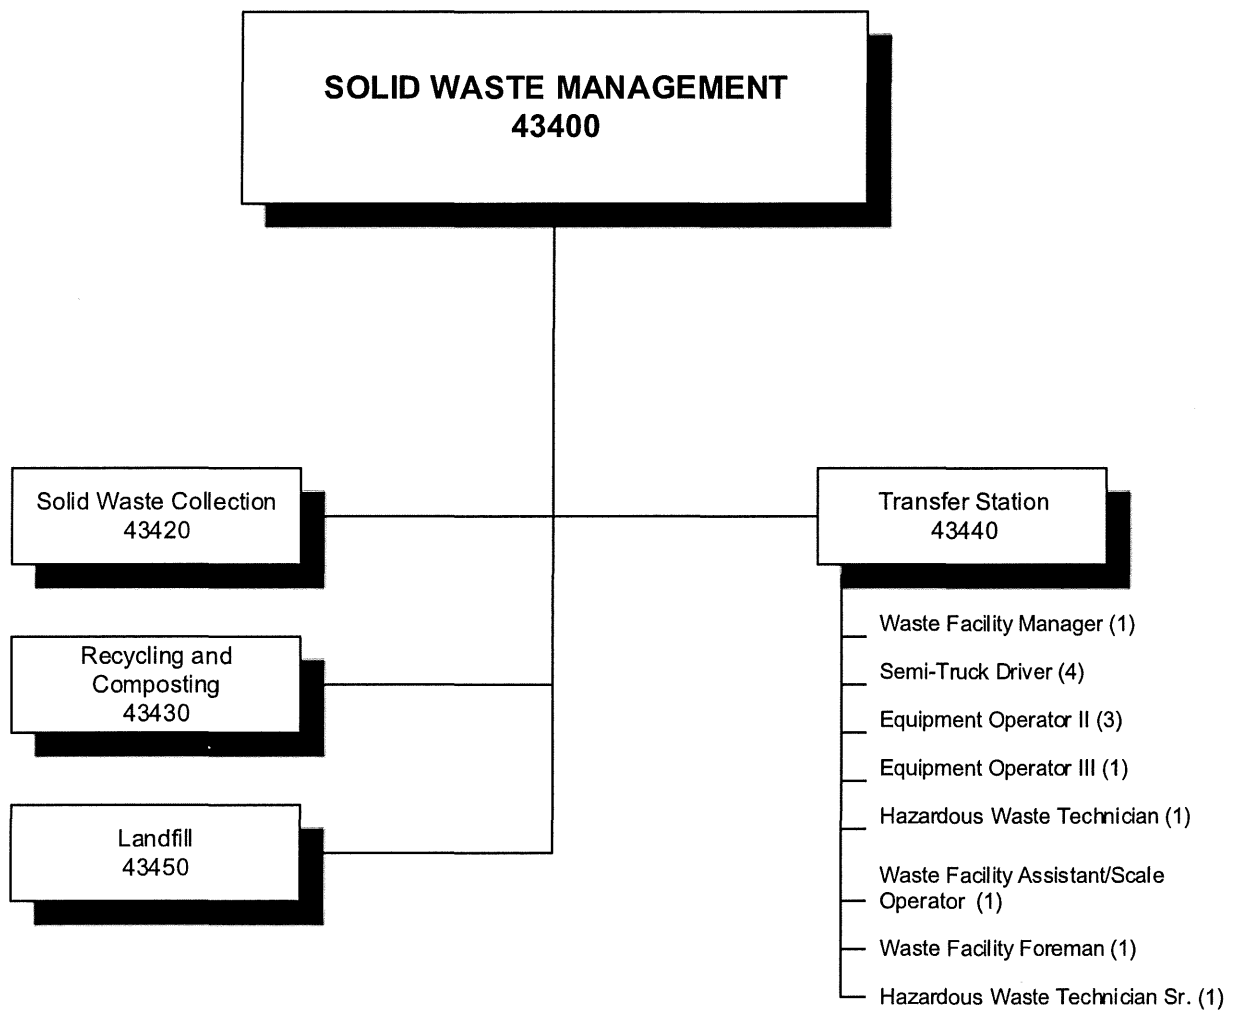 SOLID WASTE MANAGEMENT
43400
Solid Waste Collection
43420
Recycling and
Composting
43430
Landfill
43450
Transfer Station
43440
Waste Facility Manager (1)
Semi-Truck Driver (4)
Equipment Operator II (3)
Equipment Operator III (1)
Hazardous Waste Technician (1)
Waste Facility Assistant/Scale
Operator (1)
Waste Facility Foreman (1)
Hazardous Waste Technician Sr. (1)